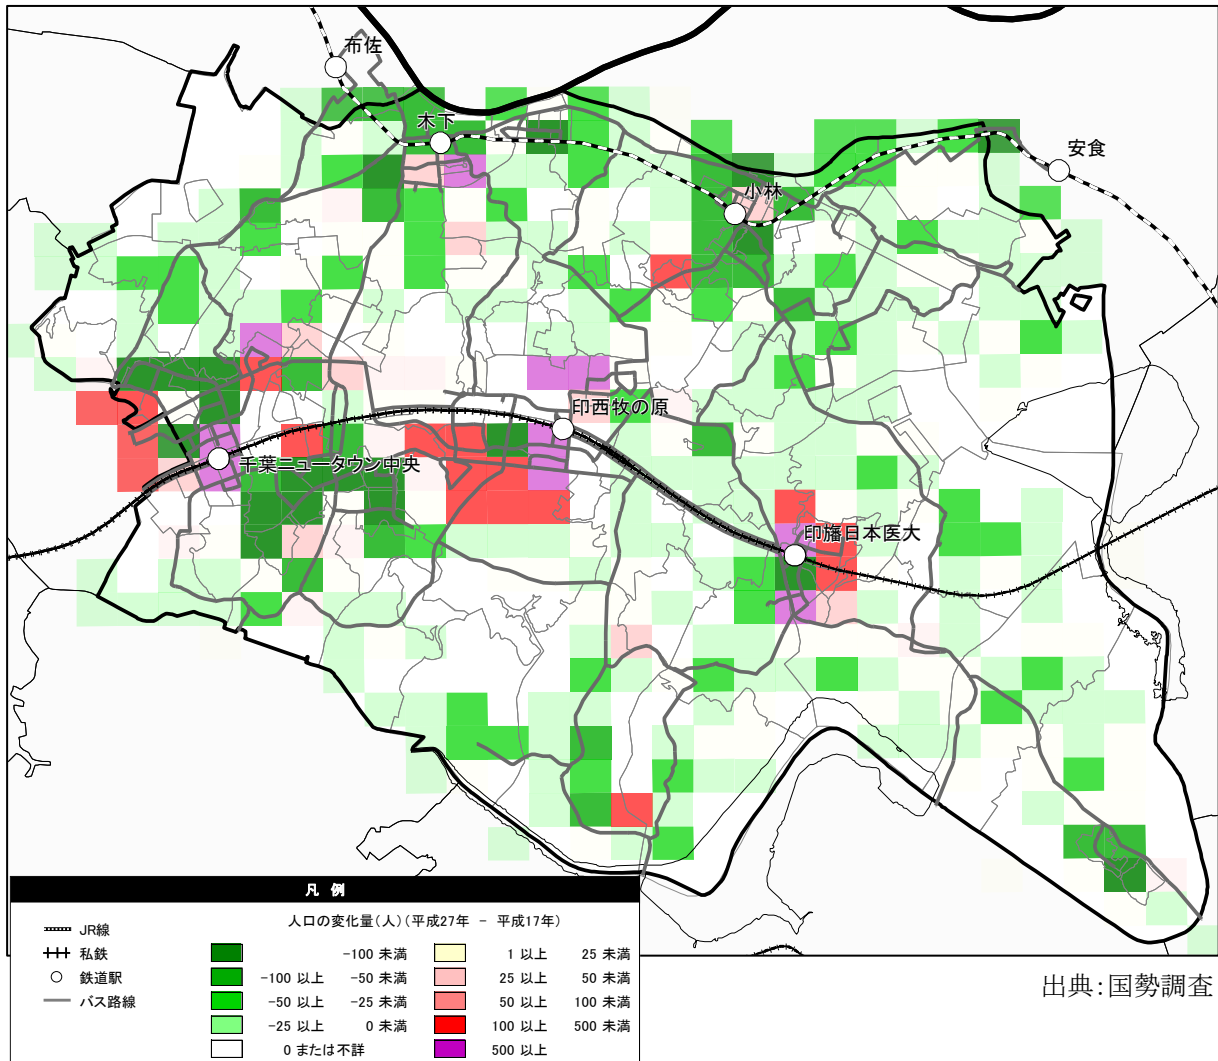 布佐
木下
安食
小林
印西牧の原
千葉ニュータウン中央
印旛日本医大
凡 例
人口の変化量(人)(平成27年 － 平成17年)
JR線
私鉄
鉄道駅
バス路線
-100 未満
-100 以上 -50 未満
-50 以上 -25 未満
-25 以上 0 未満
0 または不詳
1 以上 25 未満
25 以上 50 未満
50 以上 100 未満
100 以上 500 未満
500 以上
出典：国勢調査